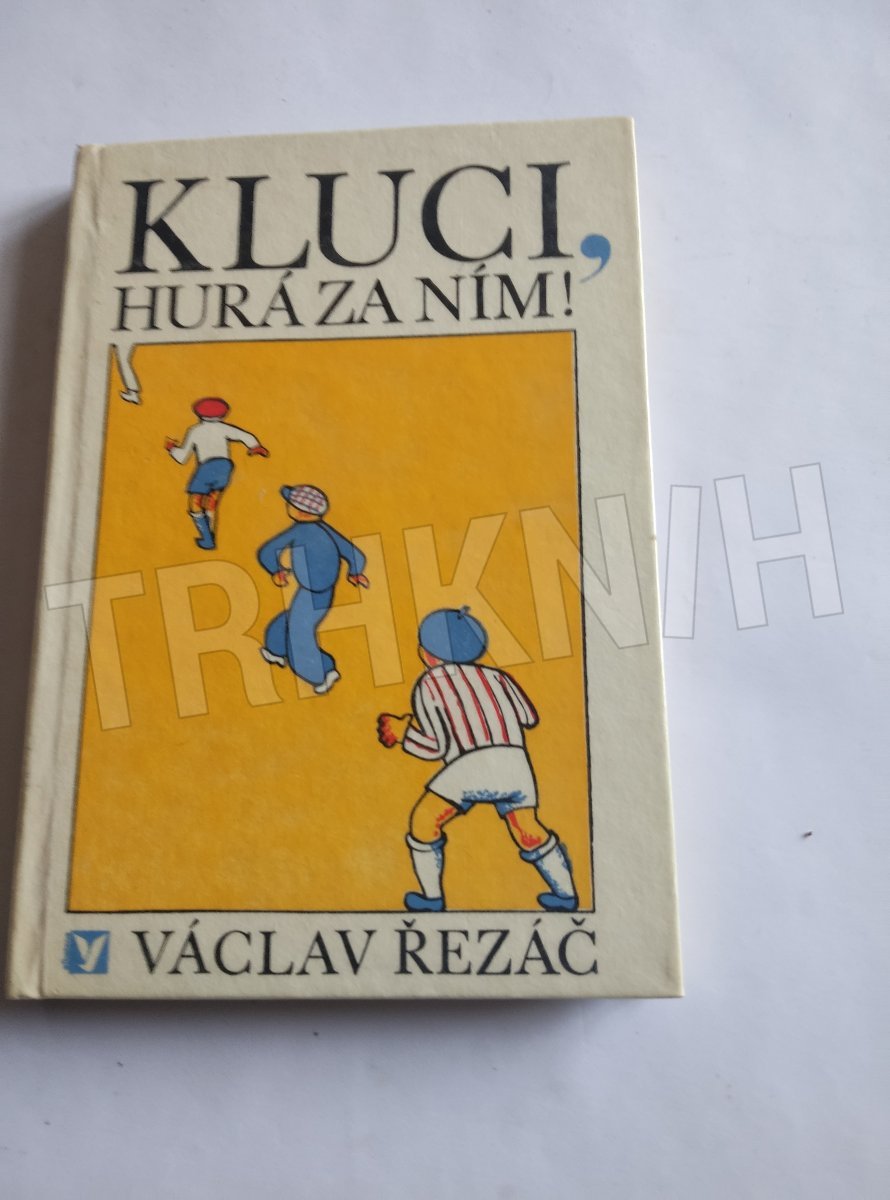 KLUCI,
HURÁ ZA NÍM!
TRHKNIH
VÁCLAV ŘEZÁČ